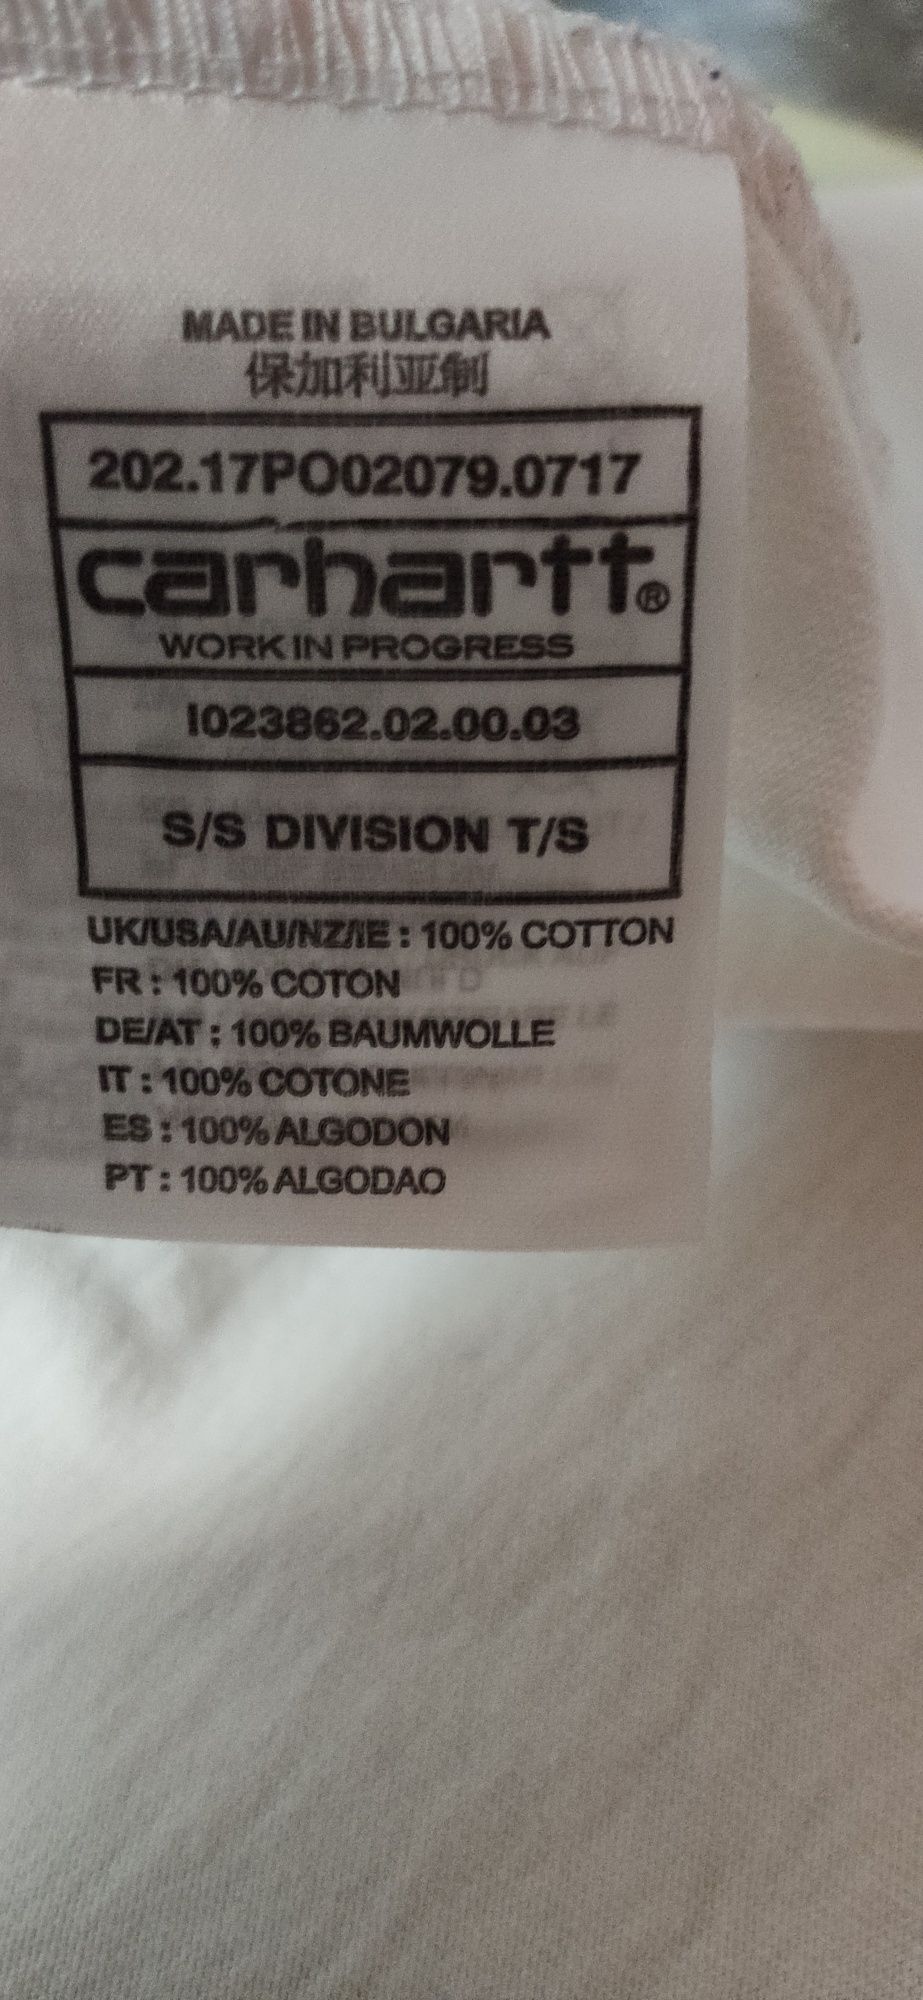 MADE IN BULGARIA
保加利亚制
202.17PO02079.0717
carhartt®
WORK IN PROGRESS
I023862.02.00.03
S/S DIVISION T/S
UK/USA/AU/NZ/IE : 100% COTTON
FR : 100% COTON
DE/AT : 100% BAUMWOLLE
IT : 100% COTONE
ES : 100% ALGODON
PT : 100% ALGODAO